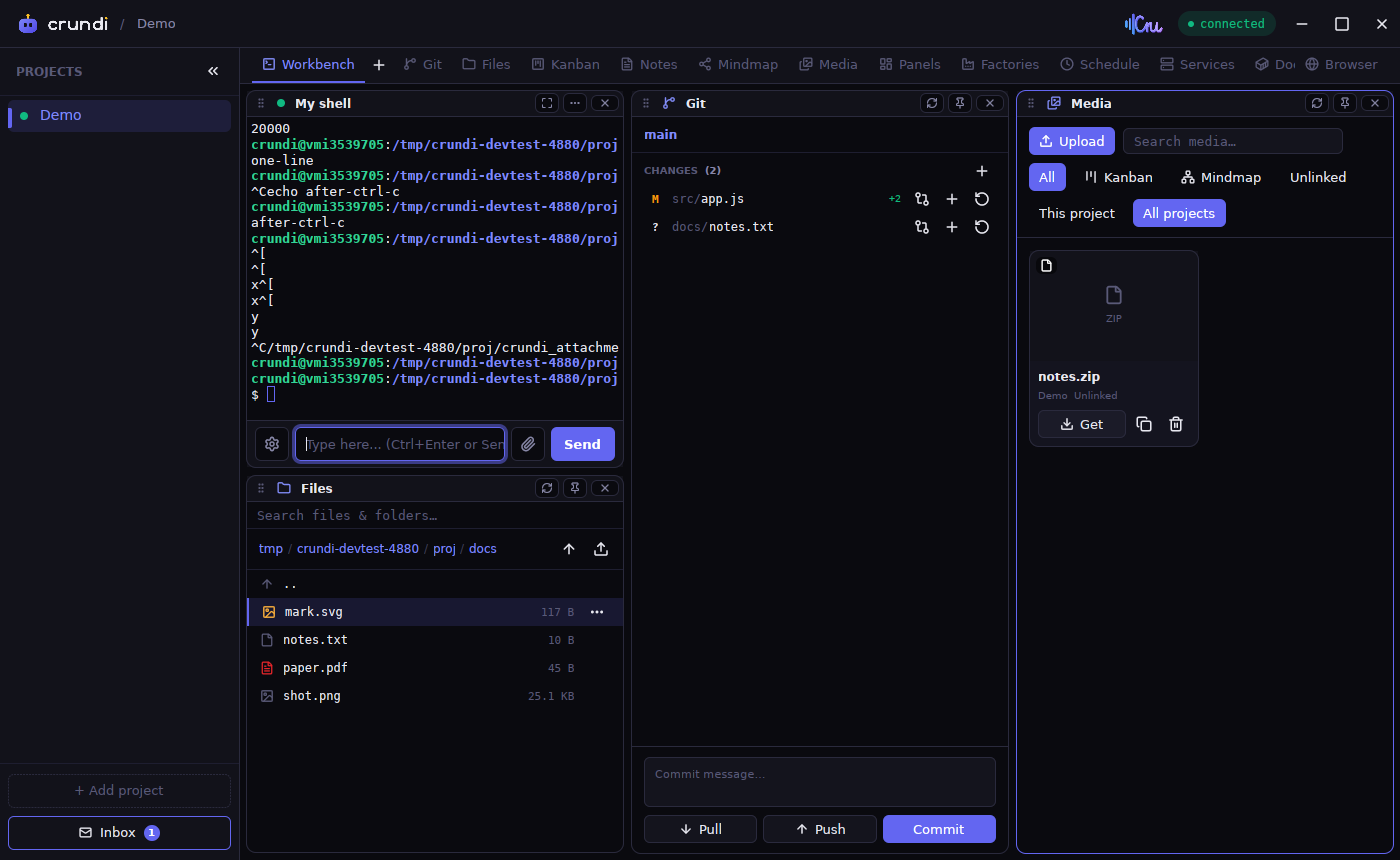 crundi / Demo
Cru
connected
PROJECTS
Demo
+ Add project
Inbox 1
Workbench + Git Files Kanban Notes Mindmap Media Panels Factories Schedule Services Doc Browser
My shell
20000
crundi@vmi3539705:/tmp/crundi-devtest-4880/proj
one-line
crundi@vmi3539705:/tmp/crundi-devtest-4880/proj
^Cecho after-ctrl-c
crundi@vmi3539705:/tmp/crundi-devtest-4880/proj
after-ctrl-c
crundi@vmi3539705:/tmp/crundi-devtest-4880/proj
^[
^[
x^[
x^[
y
y
^C/tmp/crundi-devtest-4880/proj/crundi_attachme
crundi@vmi3539705:/tmp/crundi-devtest-4880/proj
crundi@vmi3539705:/tmp/crundi-devtest-4880/proj
$
Type here... (Ctrl+Enter or Sen
Send
Files
Search files & folders…
tmp / crundi-devtest-4880 / proj / docs
..
mark.svg 117 B
notes.txt 10 B
paper.pdf 45 B
shot.png 25.1 KB
Git
main
CHANGES (2)
M src/app.js +2
? docs/notes.txt
Commit message…
Pull
Push
Commit
Media
Upload
Search media…
All Kanban Mindmap Unlinked
This project All projects
ZIP
notes.zip
Demo Unlinked
Get